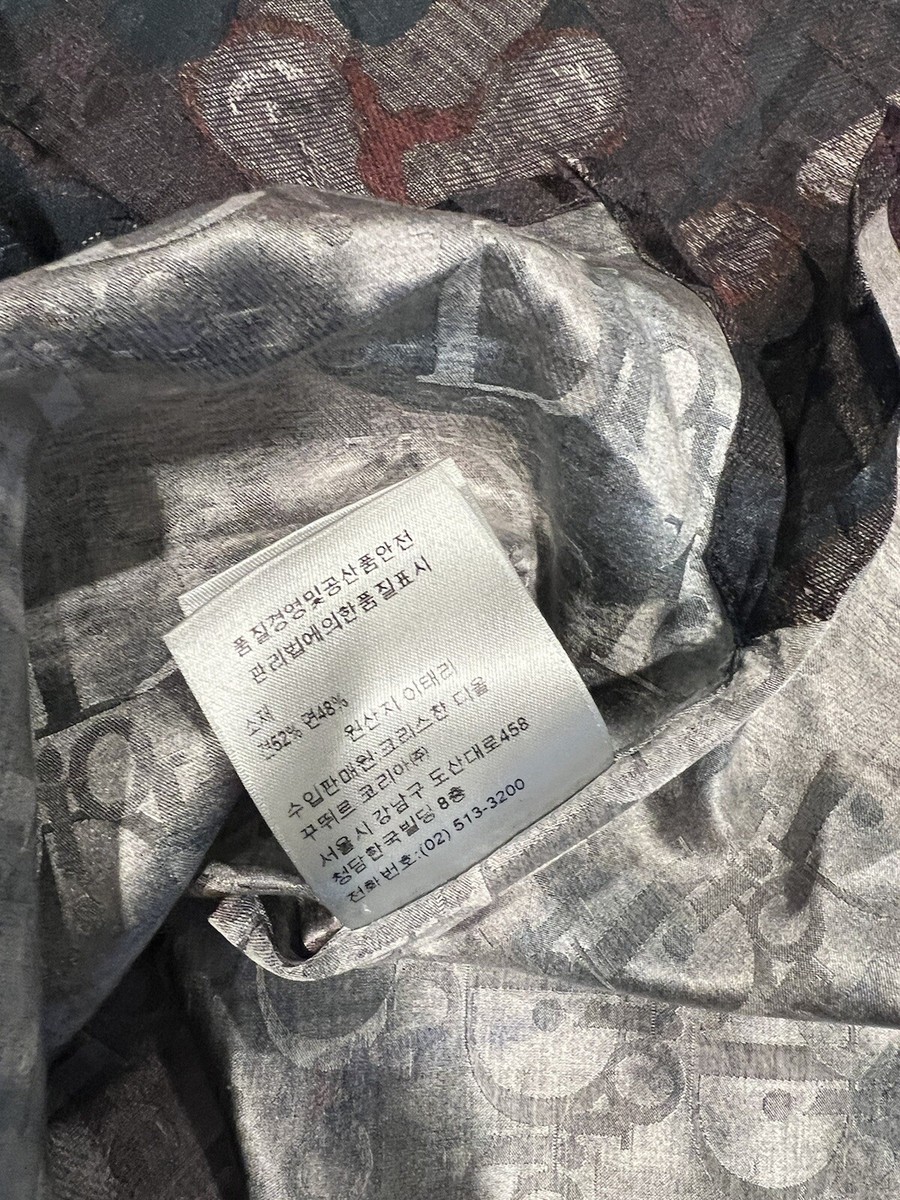 품질경영및공산품안전
관리법에의한품질표시
소재
견52% 면48%
원산지 이태리
수입판매원:크리스찬 디올
꾸뛰르 코리아(주)
서울시 강남구 도산대로458
청담한국빌딩 8층
전화번호:(02) 513-3200